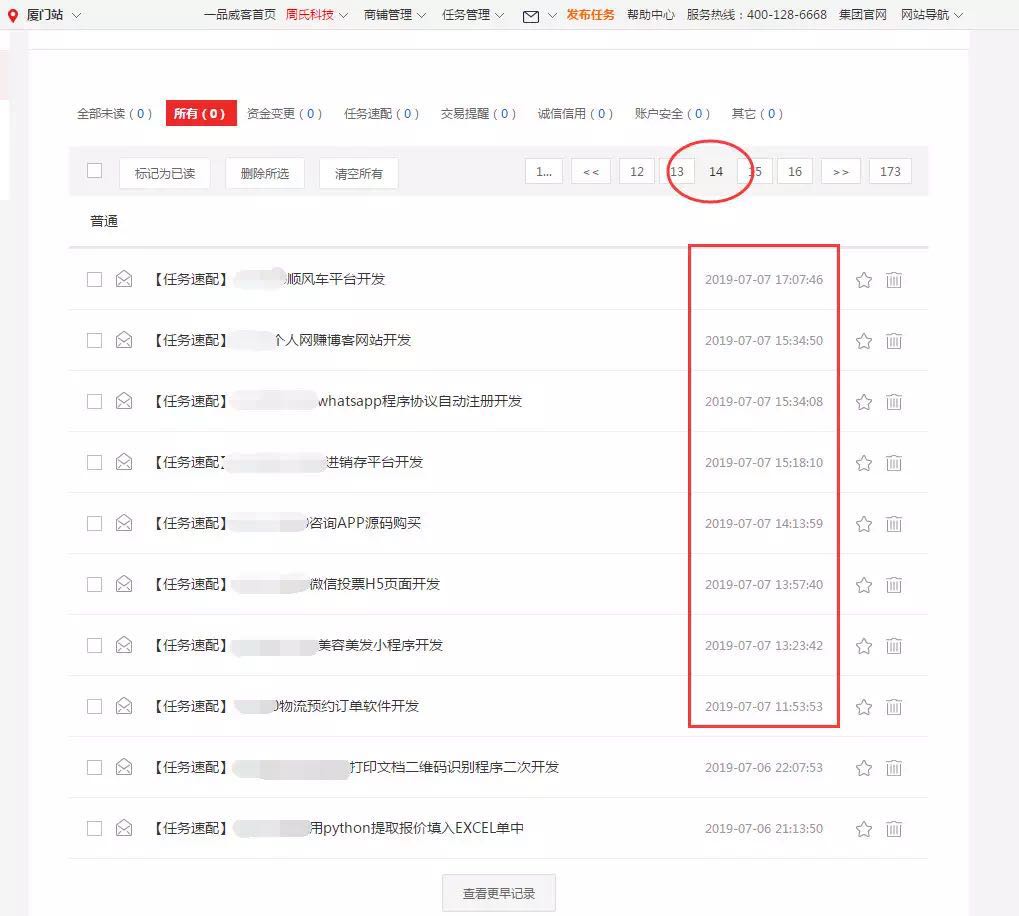 厦门站 一品威客首页 周氏科技 商铺管理 任务管理 发布任务 帮助中心 服务热线：400-128-6668 集团官网 网站导航
全部未读（0） 所有（0） 资金变更（0） 任务速配（0） 交易提醒（0） 诚信信用（0） 账户安全（0） 其它（0）
标记为已读 删除所选 清空所有 1... << 12 13 14 15 16 >> 173
普通
【任务速配】 顺风车平台开发 2019-07-07 17:07:46
【任务速配】 个人网赚博客网站开发 2019-07-07 15:34:50
【任务速配】 whatsapp程序协议自动注册开发 2019-07-07 15:34:08
【任务速配】 进销存平台开发 2019-07-07 15:18:10
【任务速配】 咨询APP源码购买 2019-07-07 14:13:59
【任务速配】 微信投票H5页面开发 2019-07-07 13:57:40
【任务速配】 美容美发小程序开发 2019-07-07 13:23:42
【任务速配】 物流预约订单软件开发 2019-07-07 11:53:53
【任务速配】 打印文档二维码识别程序二次开发 2019-07-06 22:07:53
【任务速配】 用python提取报价填入EXCEL单中 2019-07-06 21:13:50
查看更早记录